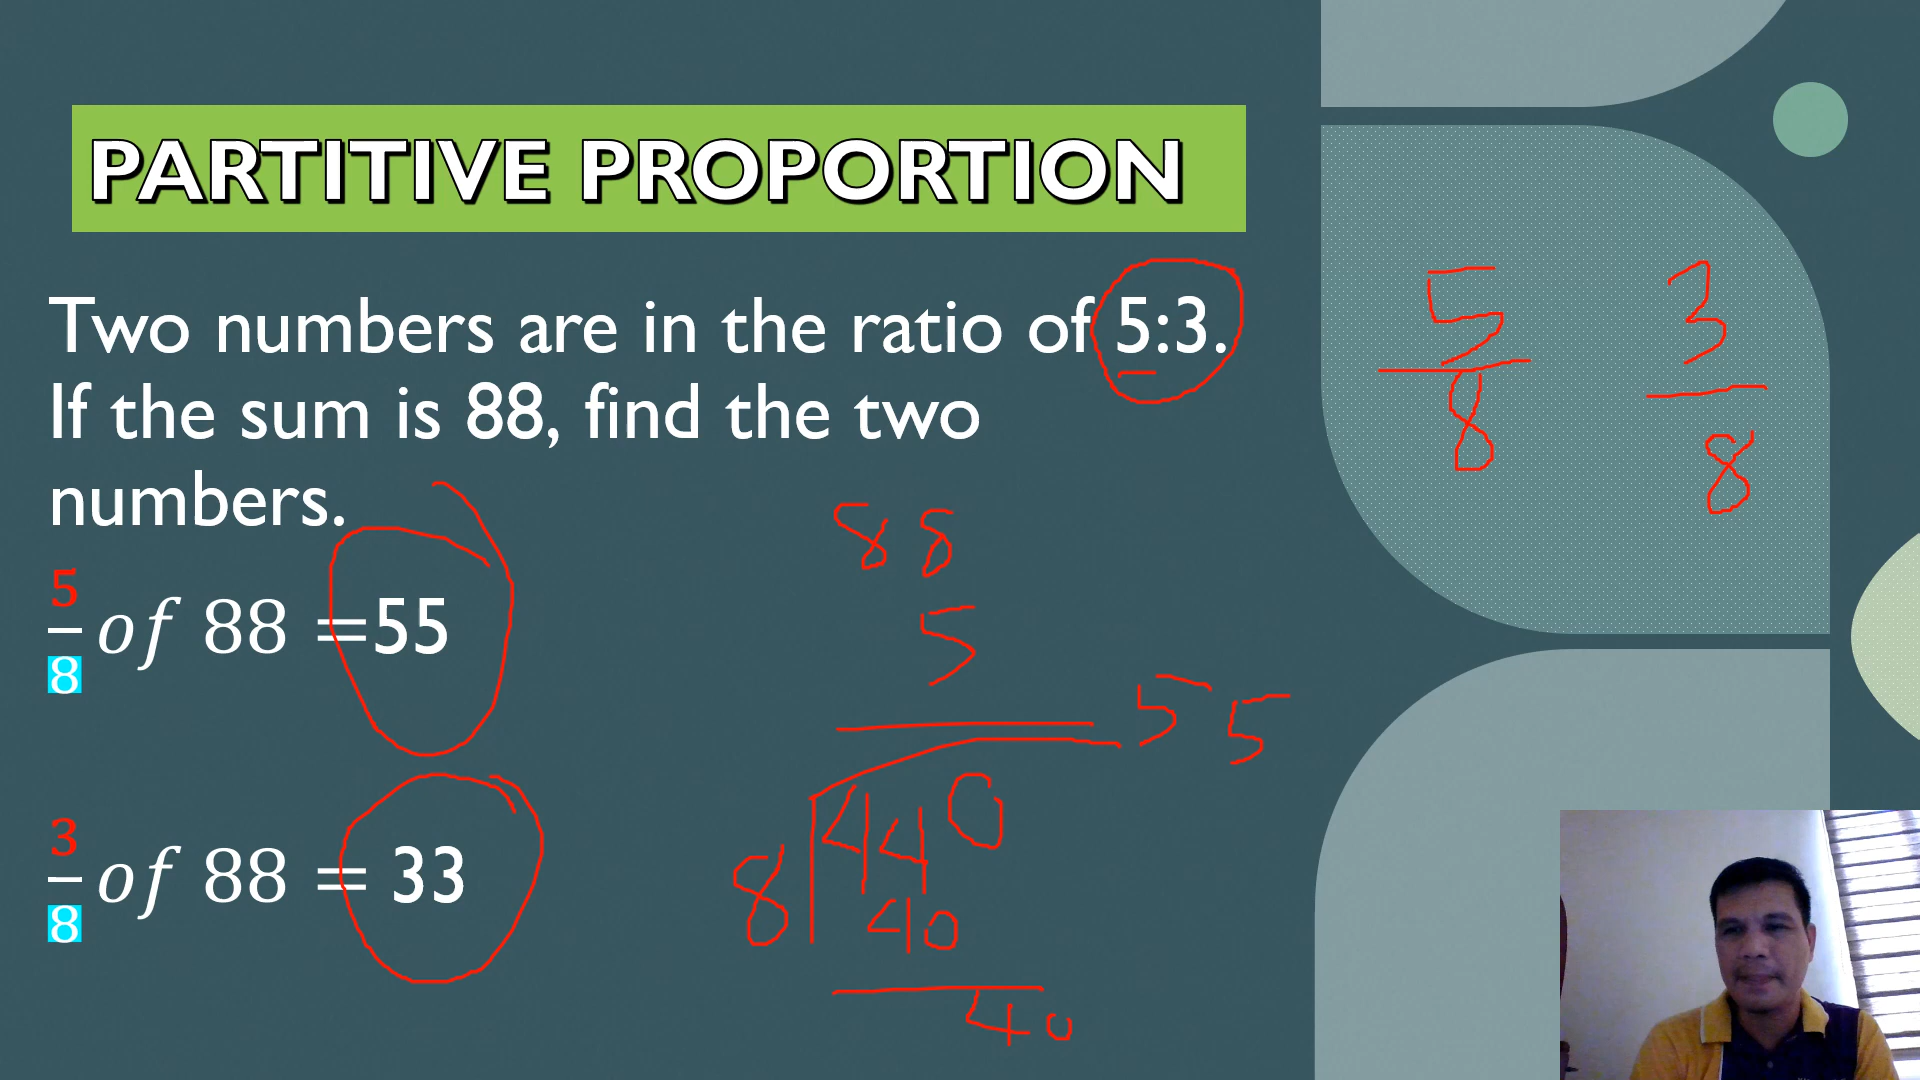 PARTITIVE PROPORTION
Two numbers are in the ratio of 5:3.
If the sum is 88, find the two
numbers.
5/8 of 88 =55
3/8 of 88 = 33
5/8 3/8
88
5
55
8 440
40
40